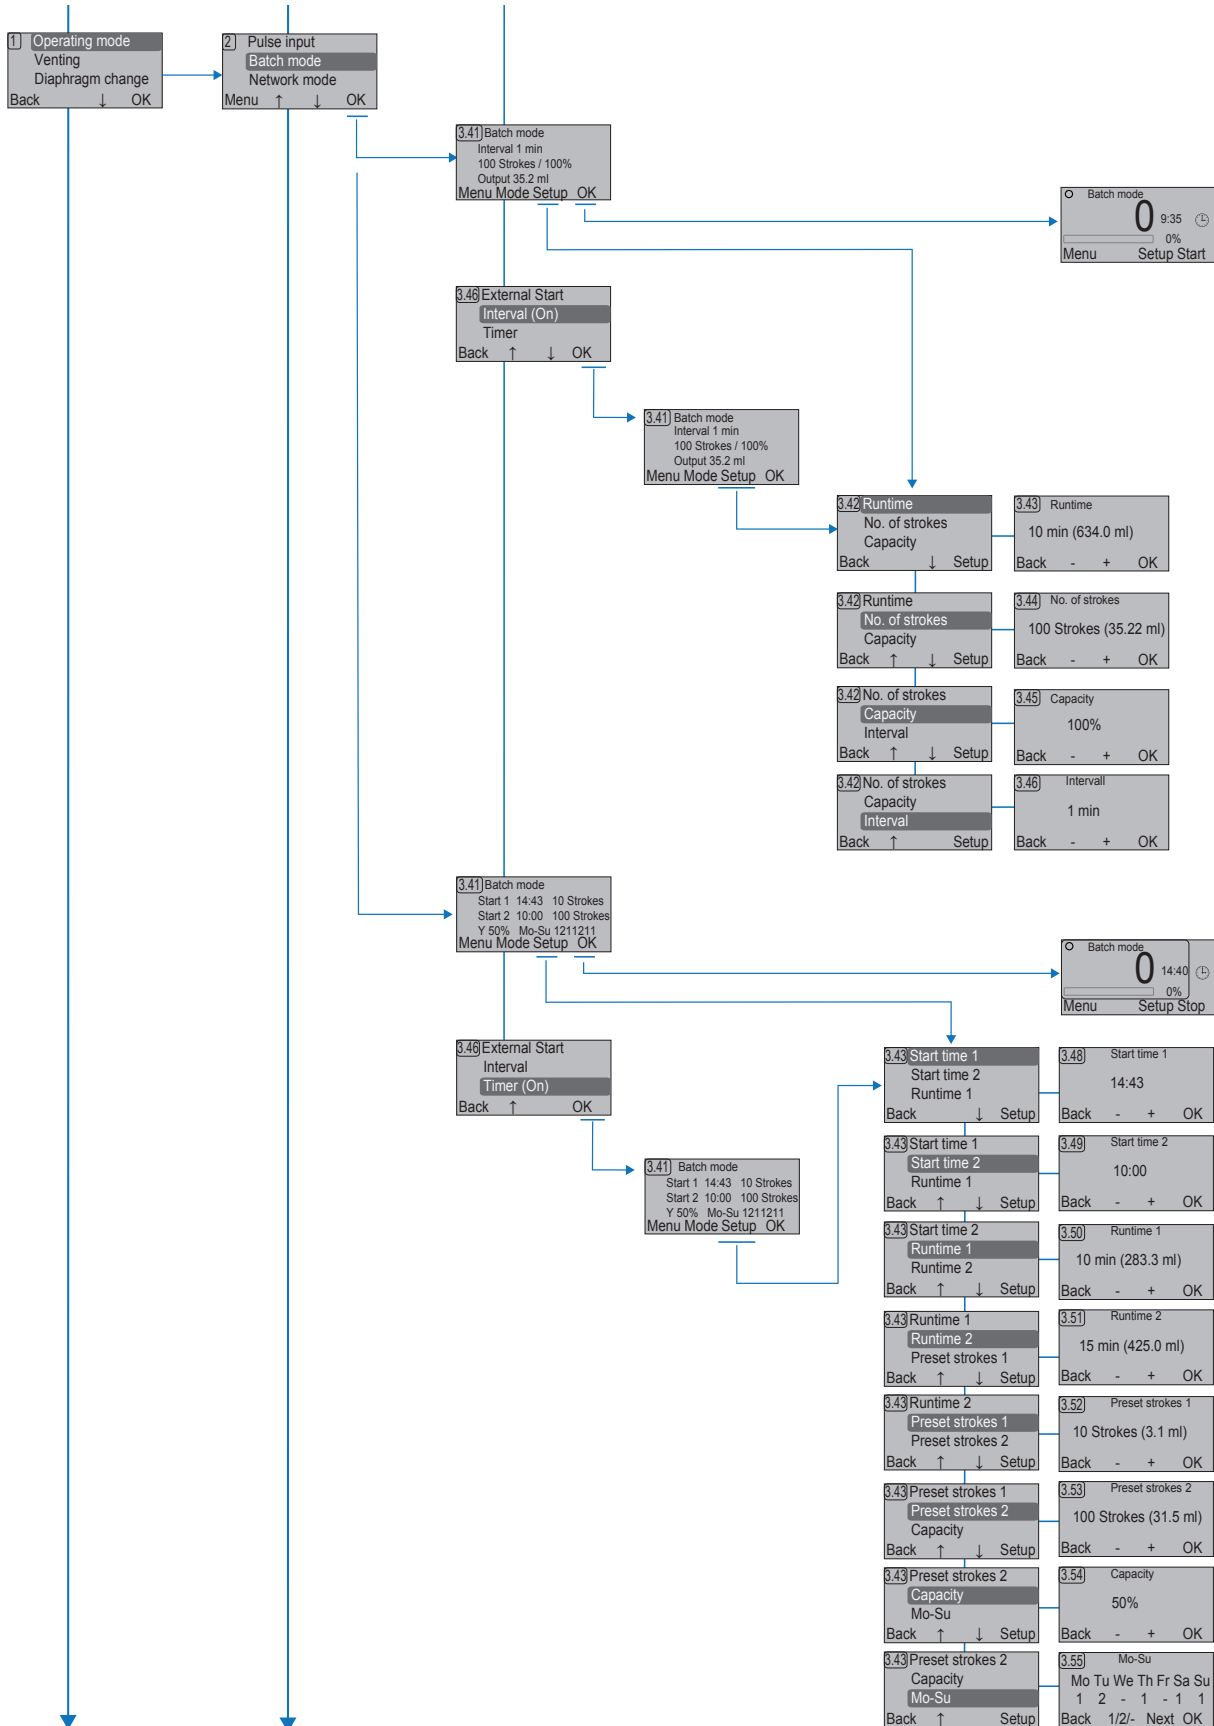 1 Operating mode
Venting
Diaphragm change
Back ↓ OK
2 Pulse input
Batch mode
Network mode
Menu ↑ ↓ OK
3.41 Batch mode
Interval 1 min
100 Strokes / 100%
Output 35.2 ml
Menu Mode Setup OK
Batch mode
0 9:35
0%
Menu Setup Start
3.46 External Start
Interval (On)
Timer
Back ↑ ↓ OK
3.41 Batch mode
Interval 1 min
100 Strokes / 100%
Output 35.2 ml
Menu Mode Setup OK
3.42 Runtime
No. of strokes
Capacity
Back ↓ Setup
3.43 Runtime
10 min (634.0 ml)
Back - + OK
3.42 Runtime
No. of strokes
Capacity
Back ↑ ↓ Setup
3.44 No. of strokes
100 Strokes (35.22 ml)
Back - + OK
3.42 No. of strokes
Capacity
Interval
Back ↑ ↓ Setup
3.45 Capacity
100%
Back - + OK
3.42 No. of strokes
Capacity
Interval
Back ↑ Setup
3.46 Intervall
1 min
Back - + OK
3.41 Batch mode
Start 1 14:43 10 Strokes
Start 2 10:00 100 Strokes
Y 50% Mo-Su 1211211
Menu Mode Setup OK
Batch mode
0 14:40
0%
Menu Setup Stop
3.46 External Start
Interval
Timer (On)
Back ↑ OK
3.41 Batch mode
Start 1 14:43 10 Strokes
Start 2 10:00 100 Strokes
Y 50% Mo-Su 1211211
Menu Mode Setup OK
3.43 Start time 1
Start time 2
Runtime 1
Back ↓ Setup
3.48 Start time 1
14:43
Back - + OK
3.43 Start time 1
Start time 2
Runtime 1
Back ↑ ↓ Setup
3.49 Start time 2
10:00
Back - + OK
3.43 Start time 2
Runtime 1
Runtime 2
Back ↑ ↓ Setup
3.50 Runtime 1
10 min (283.3 ml)
Back - + OK
3.43 Runtime 1
Runtime 2
Preset strokes 1
Back ↑ ↓ Setup
3.51 Runtime 2
15 min (425.0 ml)
Back - + OK
3.43 Runtime 2
Preset strokes 1
Preset strokes 2
Back ↑ ↓ Setup
3.52 Preset strokes 1
10 Strokes (3.1 ml)
Back - + OK
3.43 Preset strokes 1
Preset strokes 2
Capacity
Back ↑ ↓ Setup
3.53 Preset strokes 2
100 Strokes (31.5 ml)
Back - + OK
3.43 Preset strokes 2
Capacity
Mo-Su
Back ↑ ↓ Setup
3.54 Capacity
50%
Back - + OK
3.43 Preset strokes 2
Capacity
Mo-Su
Back ↑ Setup
3.55 Mo-Su
Mo Tu We Th Fr Sa Su
1 2 - 1 - 1 1
Back 1/2/- Next OK